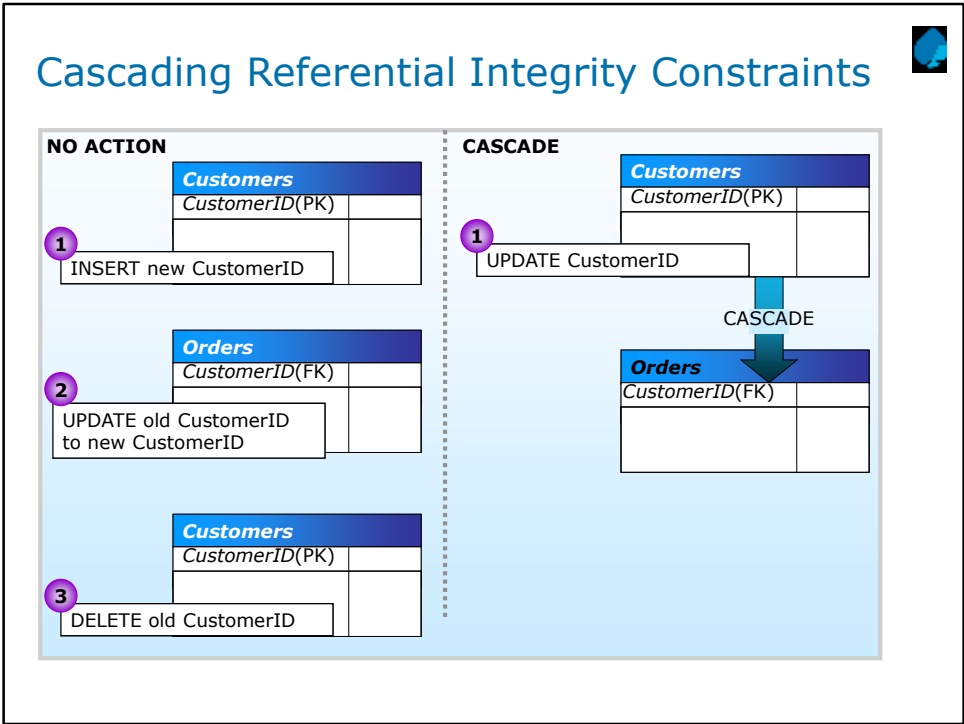 Cascading Referential Integrity Constraints
NO ACTION
Customers
CustomerID(PK)
1
INSERT new CustomerID
Orders
CustomerID(FK)
2
UPDATE old CustomerID
to new CustomerID
Customers
CustomerID(PK)
3
DELETE old CustomerID
CASCADE
Customers
CustomerID(PK)
1
UPDATE CustomerID
CASCADE
Orders
CustomerID(FK)